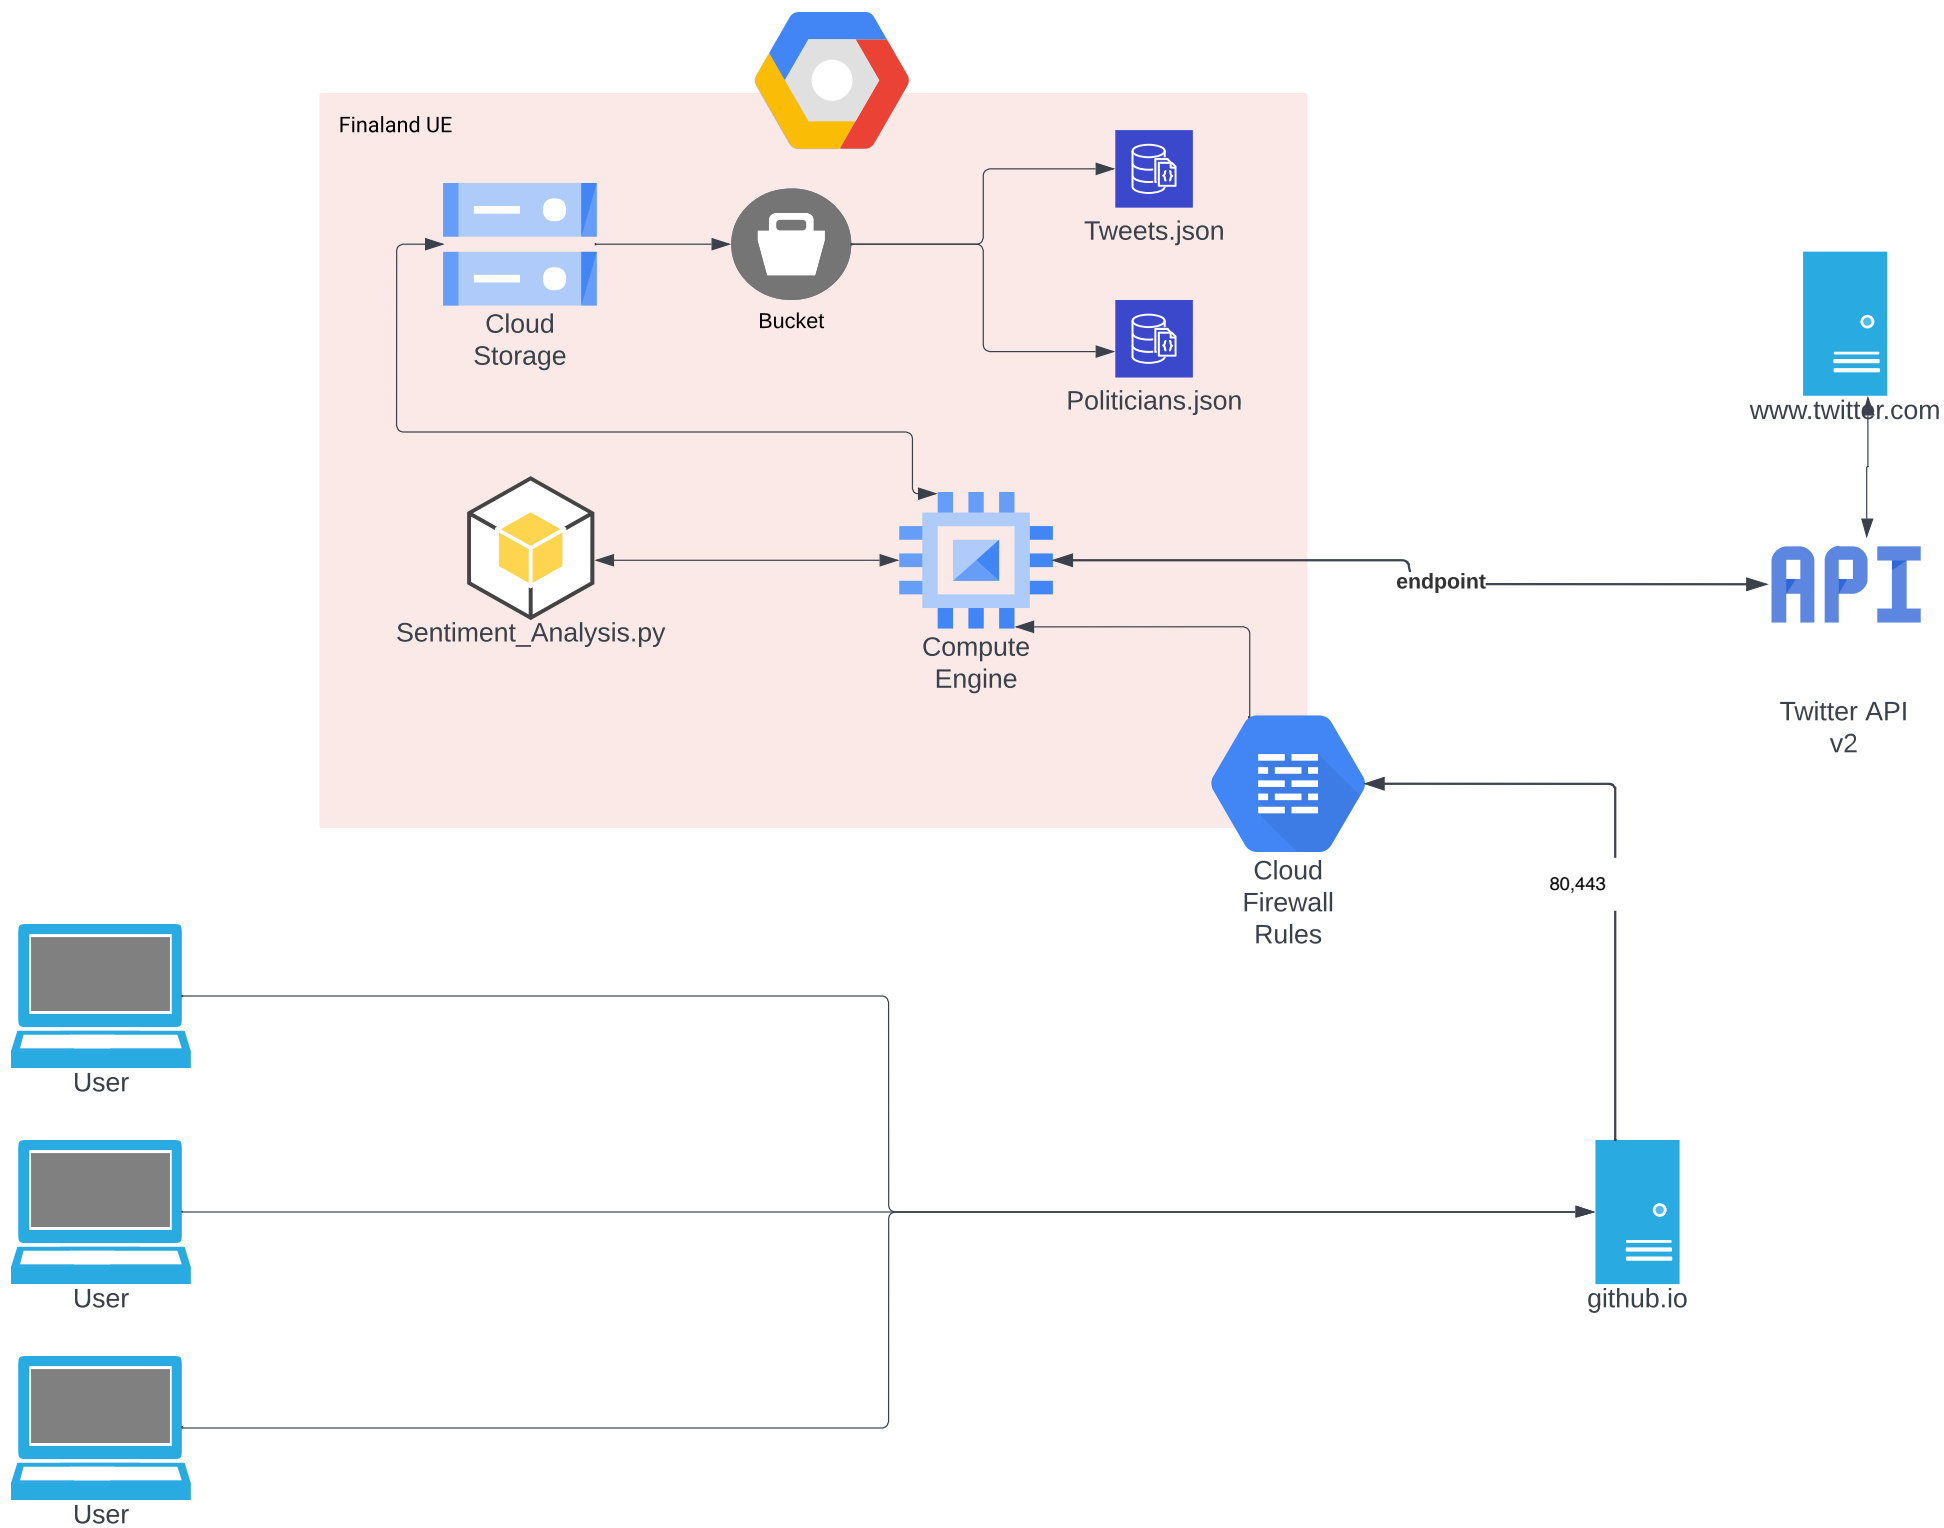 Finaland UE
Tweets.json
Cloud
Storage
Bucket
Politicians.json
www.twitter.com
endpoint
API
Sentiment_Analysis.py
Compute
Engine
Twitter API
v2
Cloud
Firewall
Rules
80,443
User
User
github.io
User